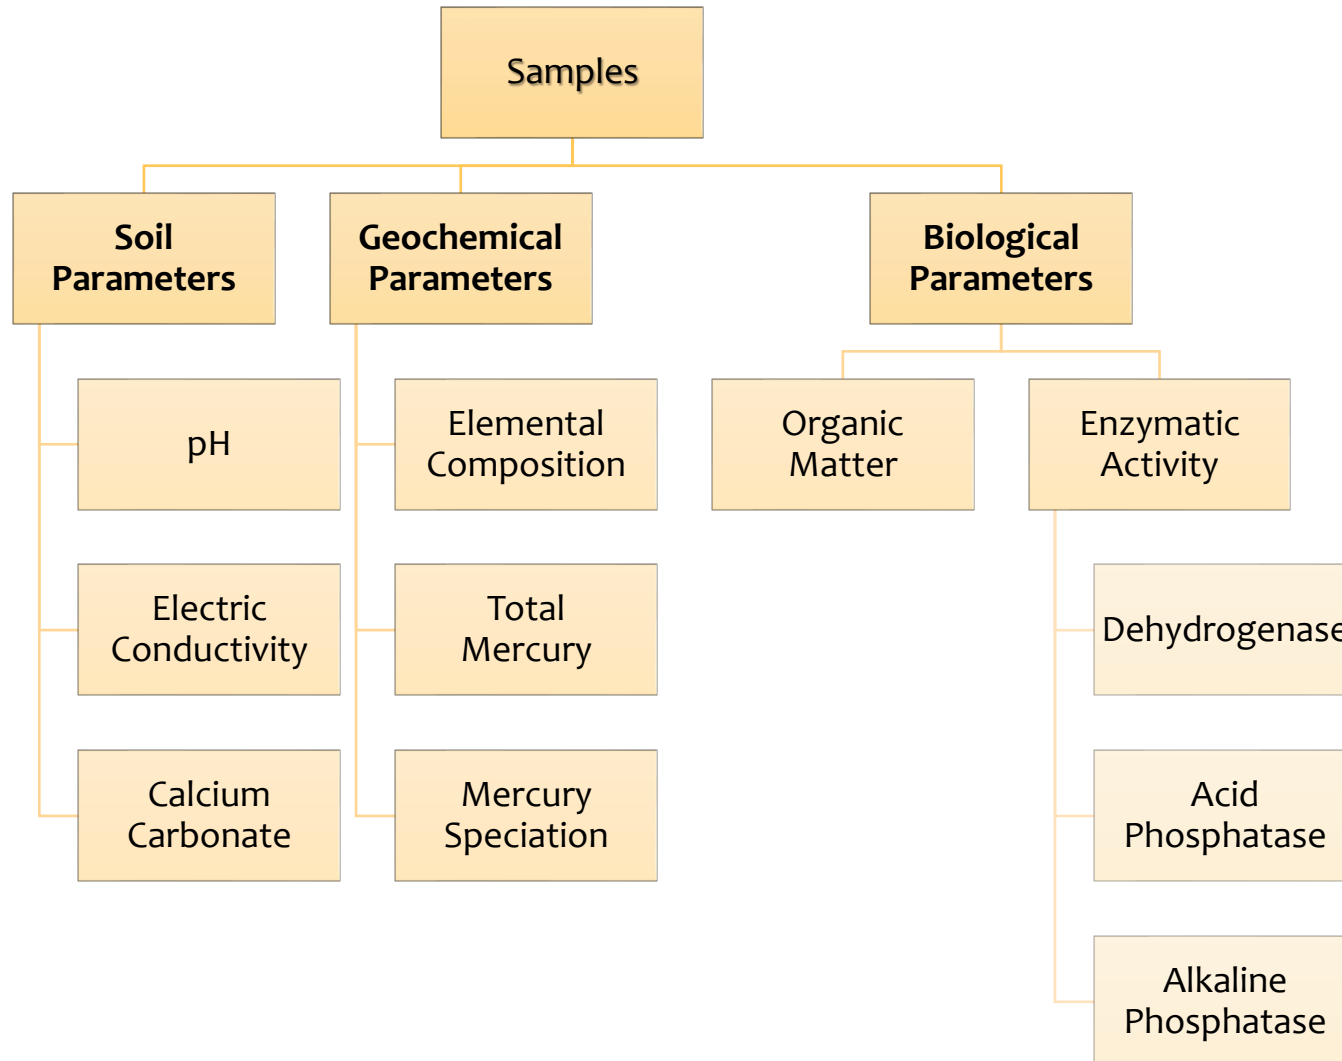 Samples
Soil
Parameters
Geochemical
Parameters
Biological
Parameters
pH
Electric
Conductivity
Calcium
Carbonate
Elemental
Composition
Total
Mercury
Mercury
Speciation
Organic
Matter
Enzymatic
Activity
Dehydrogenase
Acid
Phosphatase
Alkaline
Phosphatase